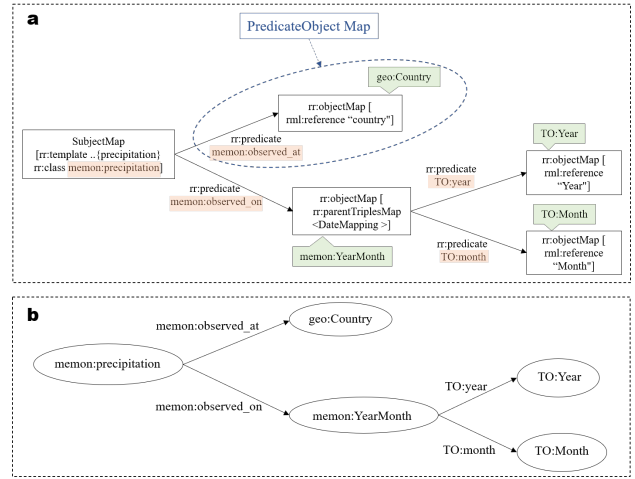 a
PredicateObject Map
geo:Country
rr:objectMap [
rml:reference “country"]
SubjectMap
[rr:template ..{precipitation}
rr:class memon:precipitation]
rr:predicate
memon:observed_at
rr:predicate
memon:observed_on
rr:objectMap [
rr:parentTriplesMap
<DateMapping >]
memon:YearMonth
rr:predicate
TO:year
TO:Year
rr:objectMap [
rml:reference
“Year"]
rr:predicate
TO:month
TO:Month
rr:objectMap [
rml:reference
“Month"]
b
memon:observed_at
geo:Country
memon:precipitation
memon:observed_on
memon:YearMonth
TO:year
TO:Year
TO:month
TO:Month